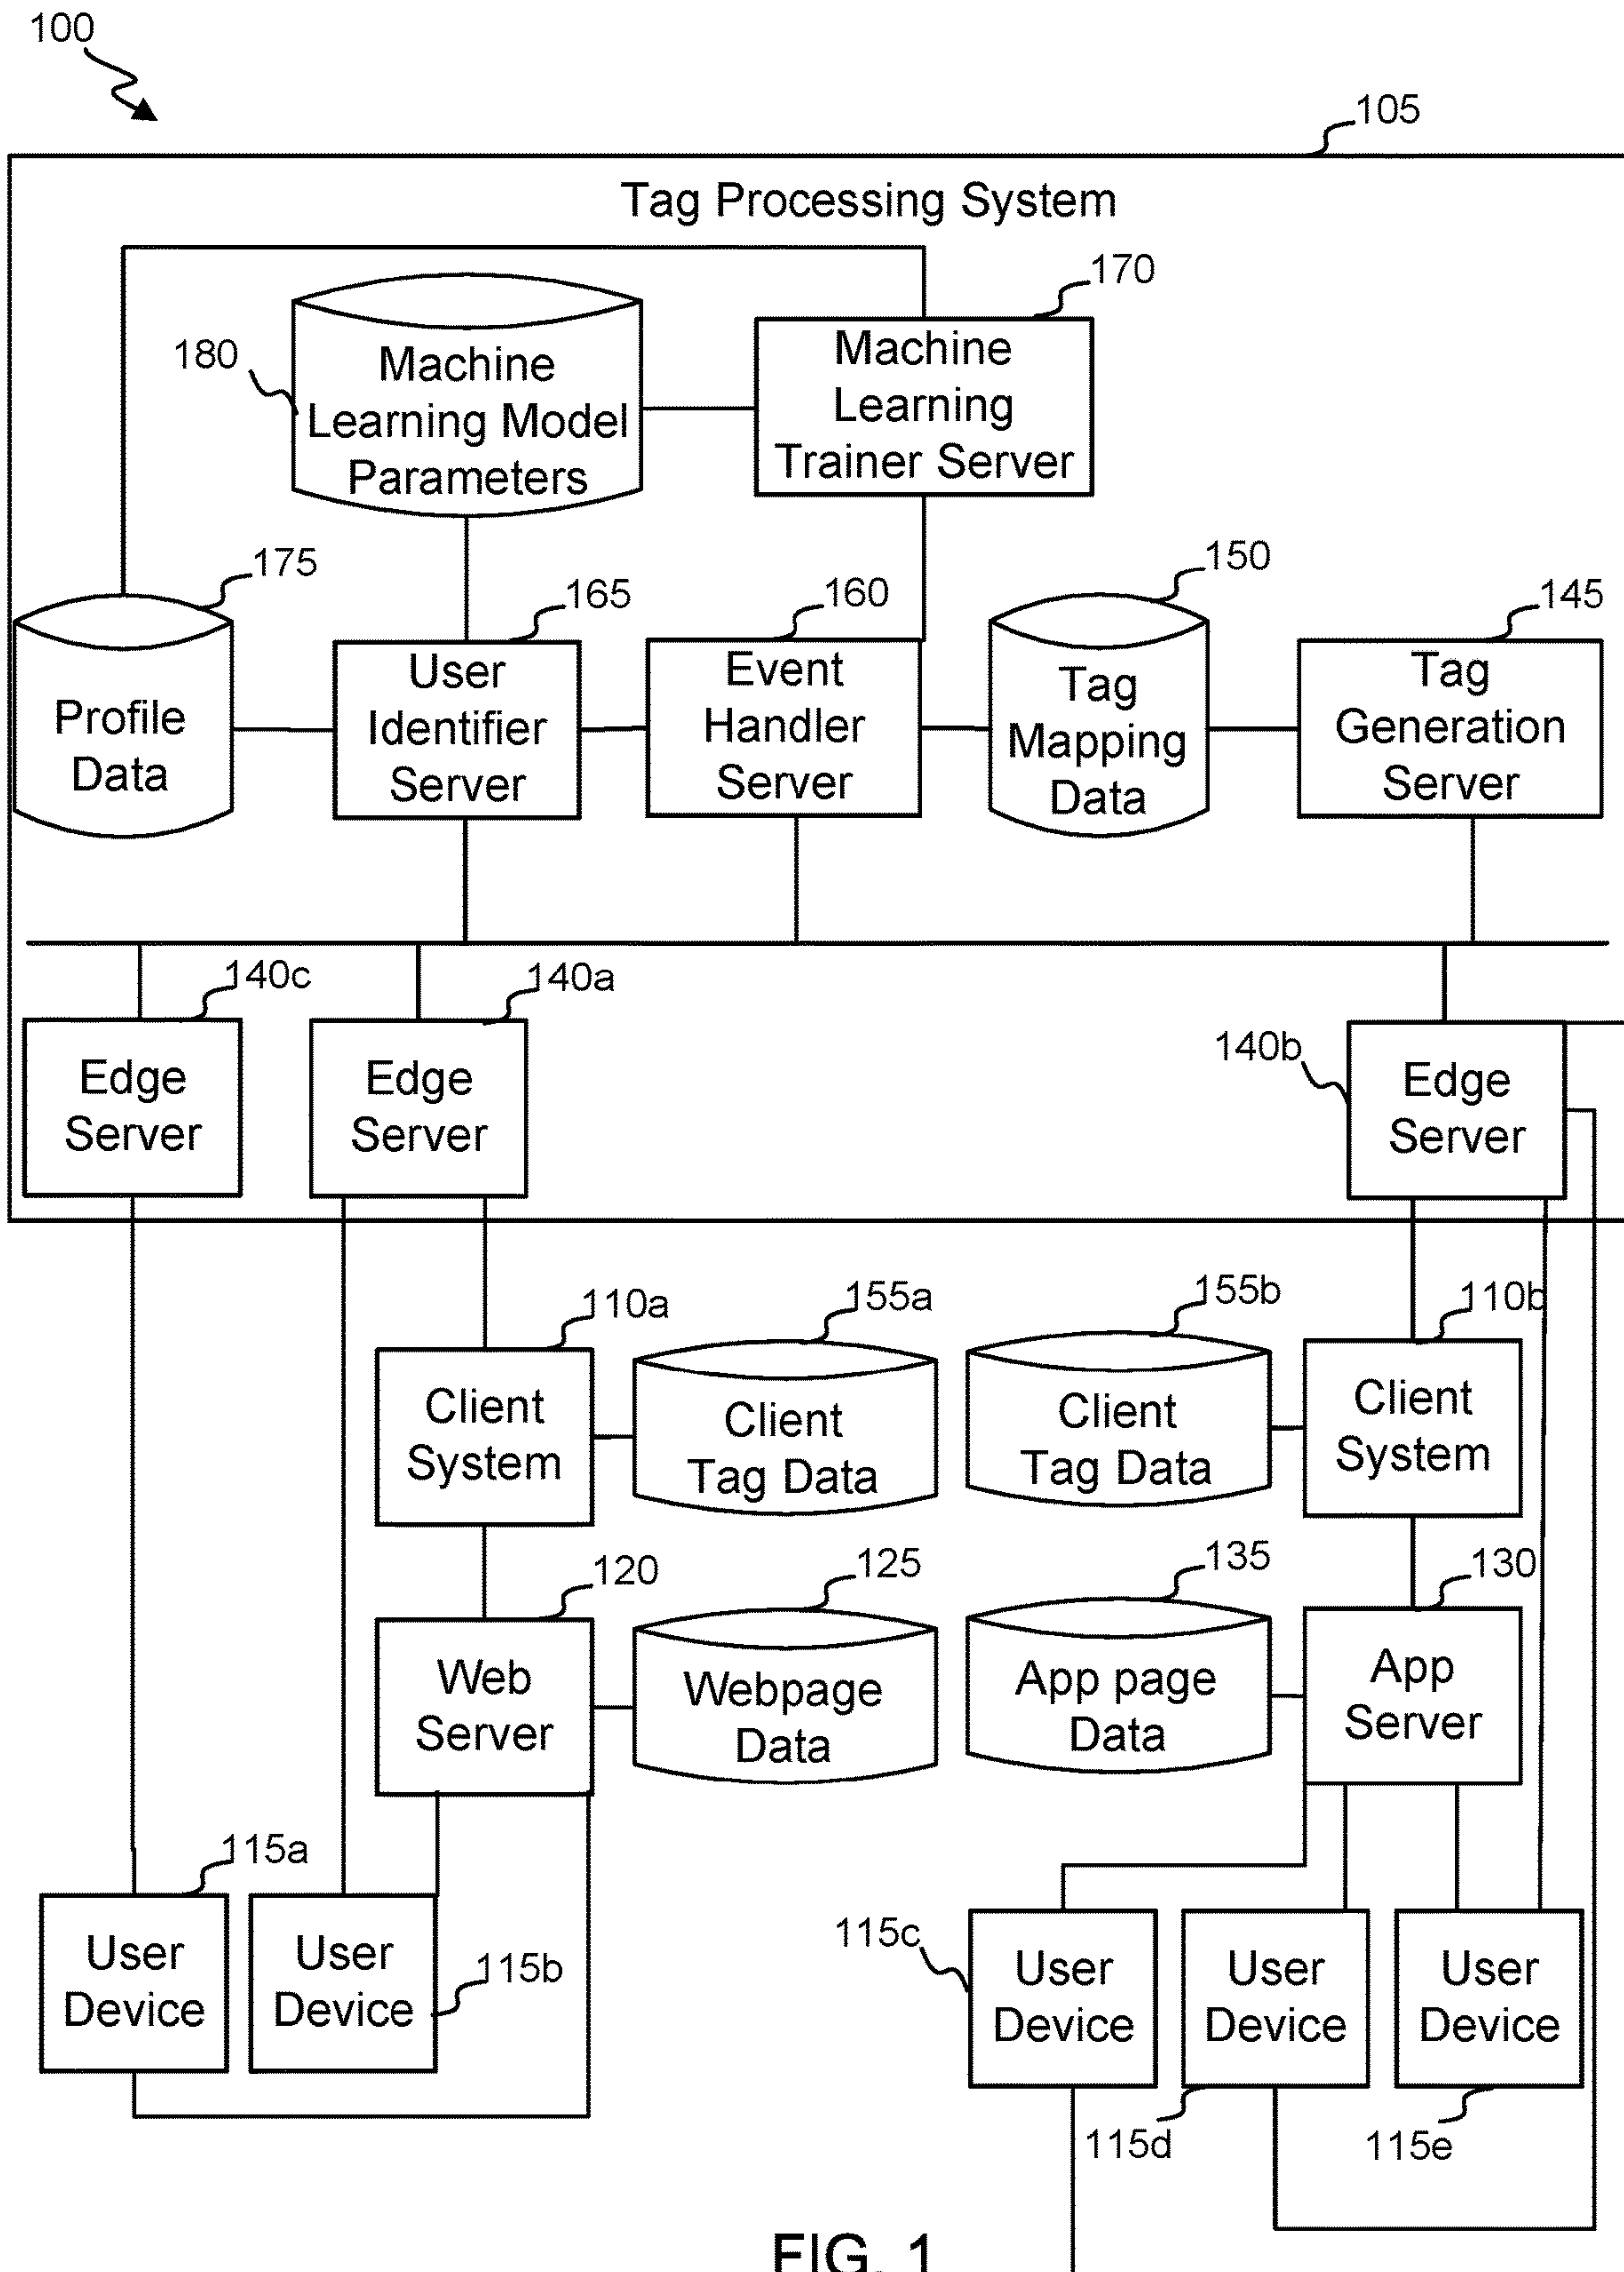 100
105
Tag Processing System
170
180
Machine
Learning Model
Parameters
Machine
Learning
Trainer Server
175
165
160
150
145
Profile
Data
User
Identifier
Server
Event
Handler
Server
Tag
Mapping
Data
Tag
Generation
Server
140c
140a
140b
Edge
Server
Edge
Server
Edge
Server
110a
155a
155b
110b
Client
System
Client
Tag Data
Client
Tag Data
Client
System
120
125
135
130
Web
Server
Webpage
Data
App page
Data
App
Server
115a
User
Device
User
Device
115b
115c
User
Device
User
Device
User
Device
115d
115e
FIG. 1